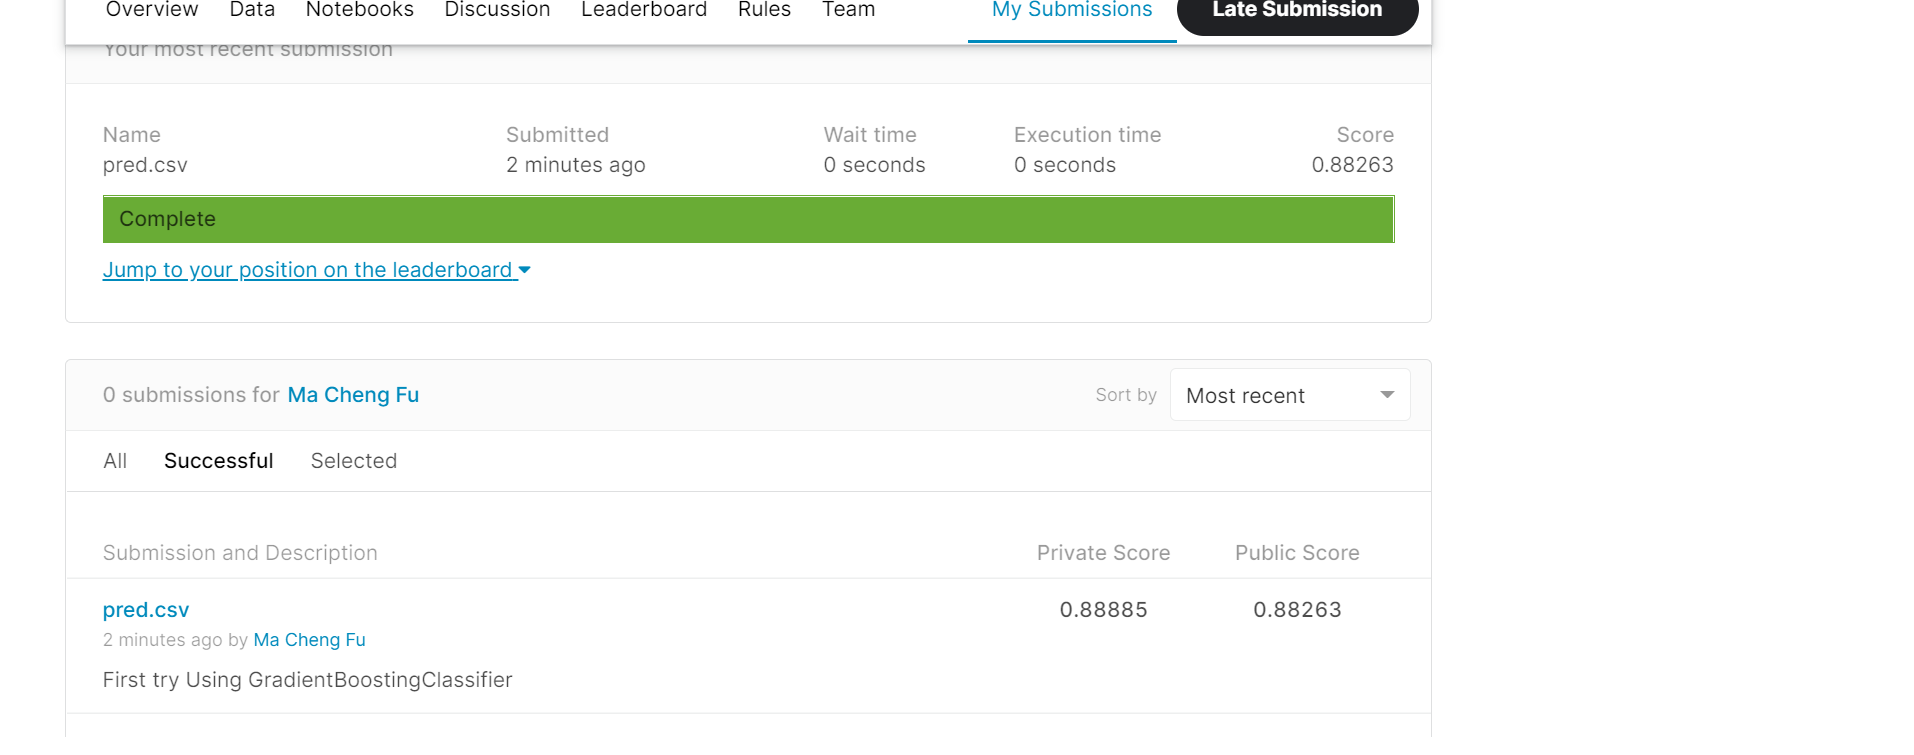 Overview Data Notebooks Discussion Leaderboard Rules Team My Submissions Late Submission
Your most recent submission
Name Submitted Wait time Execution time Score
pred.csv 2 minutes ago 0 seconds 0 seconds 0.88263
Complete
Jump to your position on the leaderboard
0 submissions for Ma Cheng Fu Sort by Most recent
All Successful Selected
Submission and Description Private Score Public Score
pred.csv 0.88885 0.88263
2 minutes ago by Ma Cheng Fu
First try Using GradientBoostingClassifier